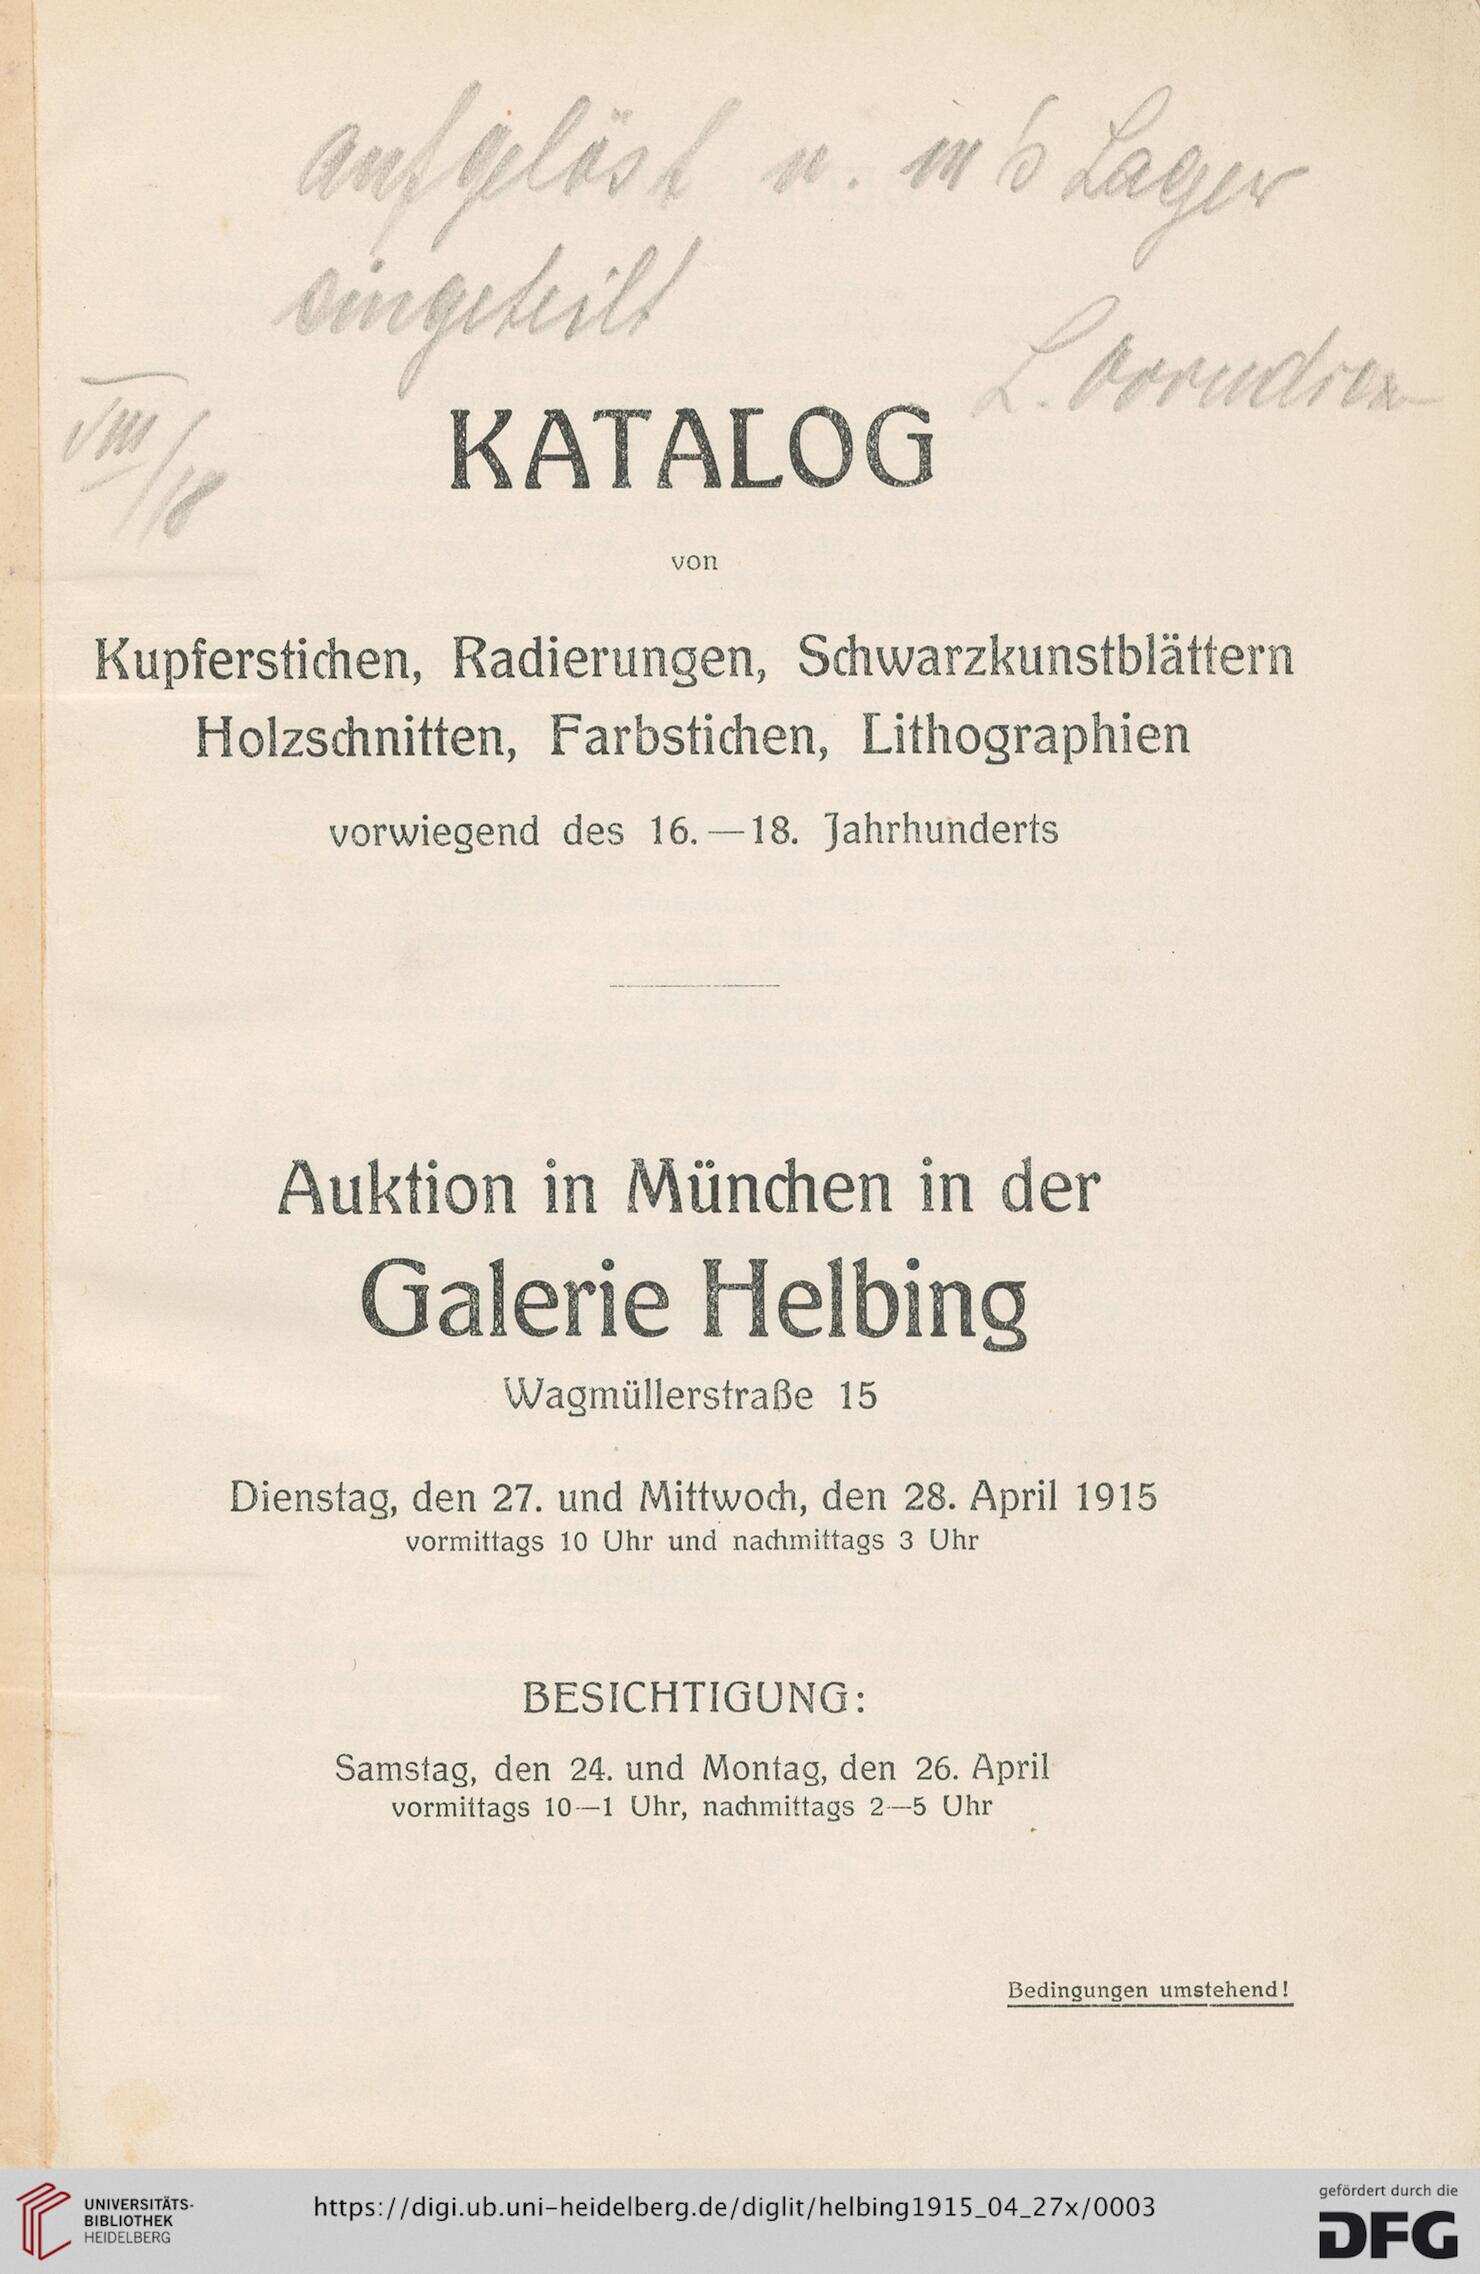 aufgelöst u. in's Lager
eingeteilt
L.
VIII/18
KATALOG
von
Kupferstichen, Radierungen, Schwarzkunstblättern
Holzschnitten, Farbstichen, Lithographien
vorwiegend des 16.—18. Jahrhunderts
Auktion in München in der
Galerie Helbing
Wagmüllerstraße 15
Dienstag, den 27. und Mittwoch, den 28. April 1915
vormittags 10 Uhr und nachmittags 3 Uhr
BESICHTIGUNG:
Samstag, den 24. und Montag, den 26. April
vormittags 10—1 Uhr, nachmittags 2—5 Uhr
Bedingungen umstehend!
UNIVERSITÄTS-
BIBLIOTHEK
HEIDELBERG
https://digi.ub.uni-heidelberg.de/diglit/helbing1915_04_27x/0003
gefördert durch die
DFG